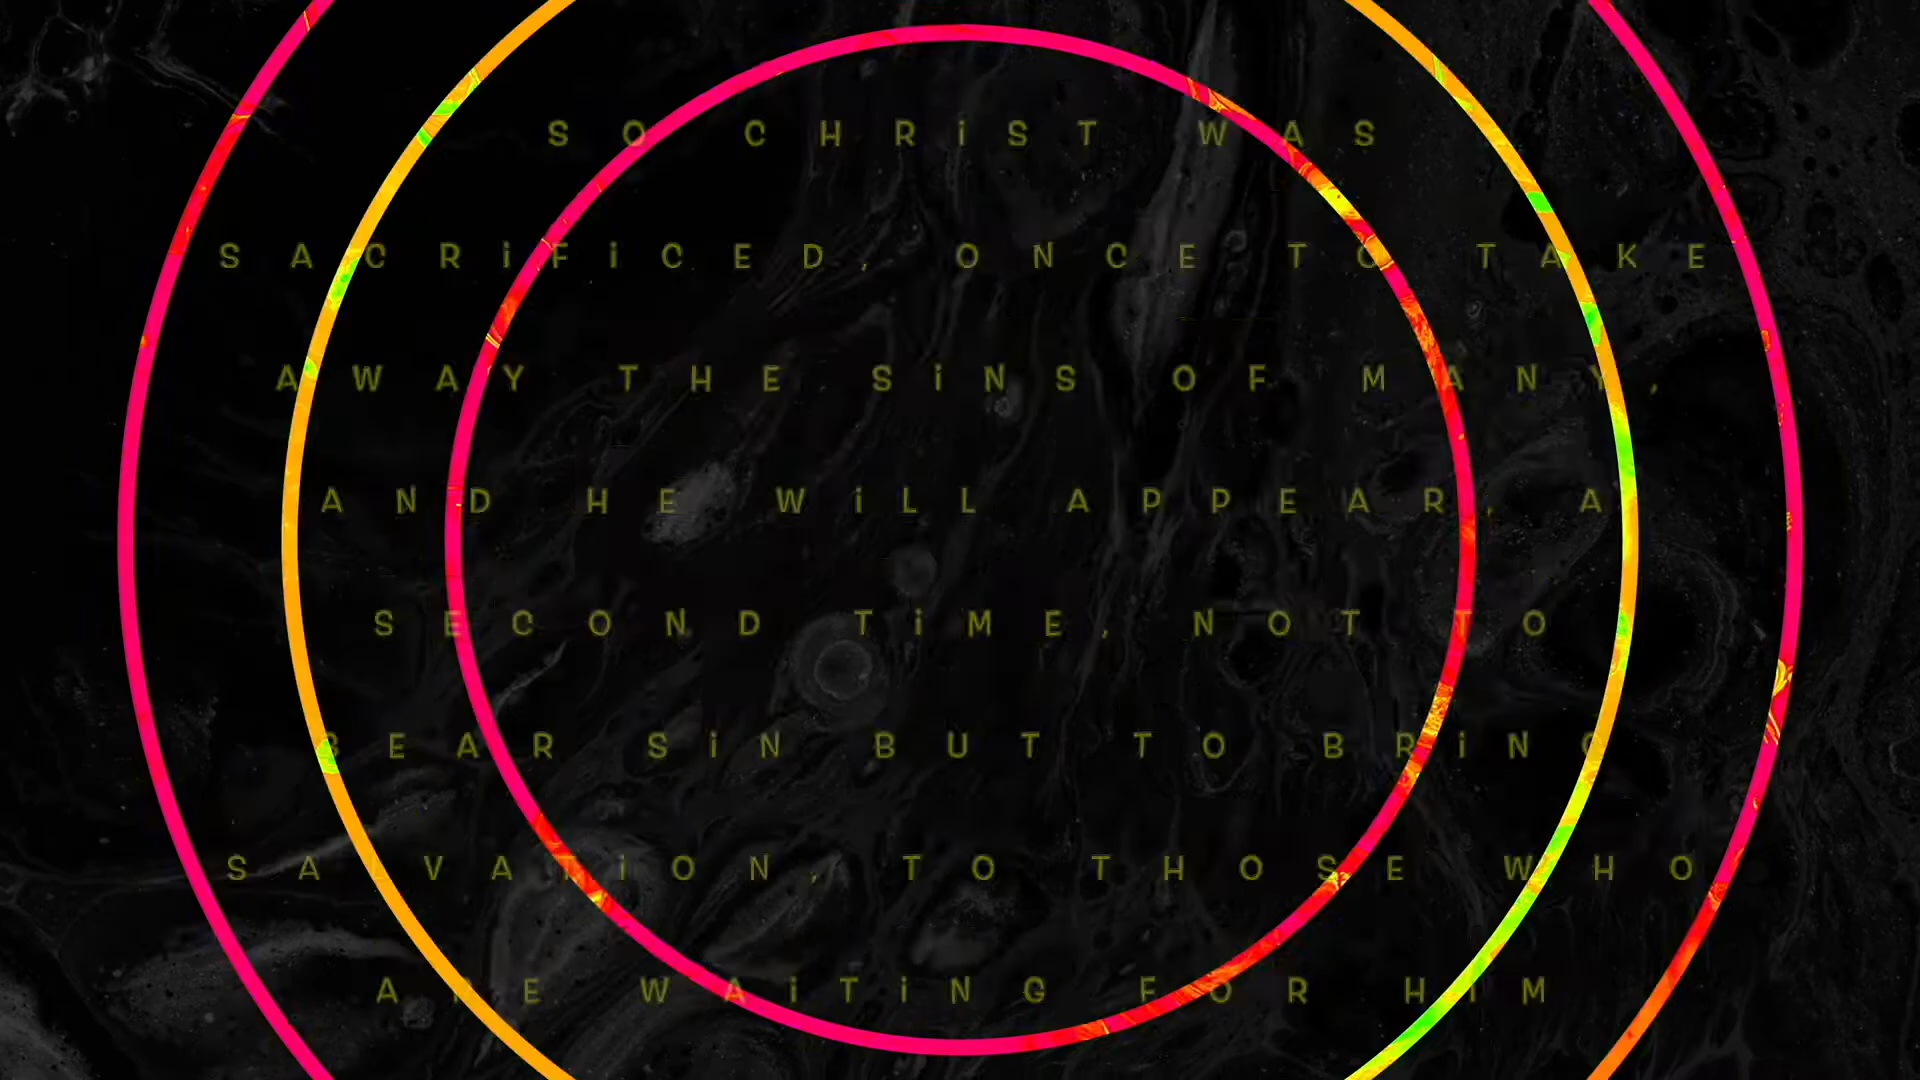 SO CHRiST WAS
SACRiFiCED, ONCE TO TAKE
AWAY THE SiNS OF MANY,
AND HE WiLL APPEAR, A
SECOND TiME, NOT TO
BEAR SiN BUT TO BRiNG
SALVATiON, TO THOSE WHO
ARE WAiTiNG FOR HiM